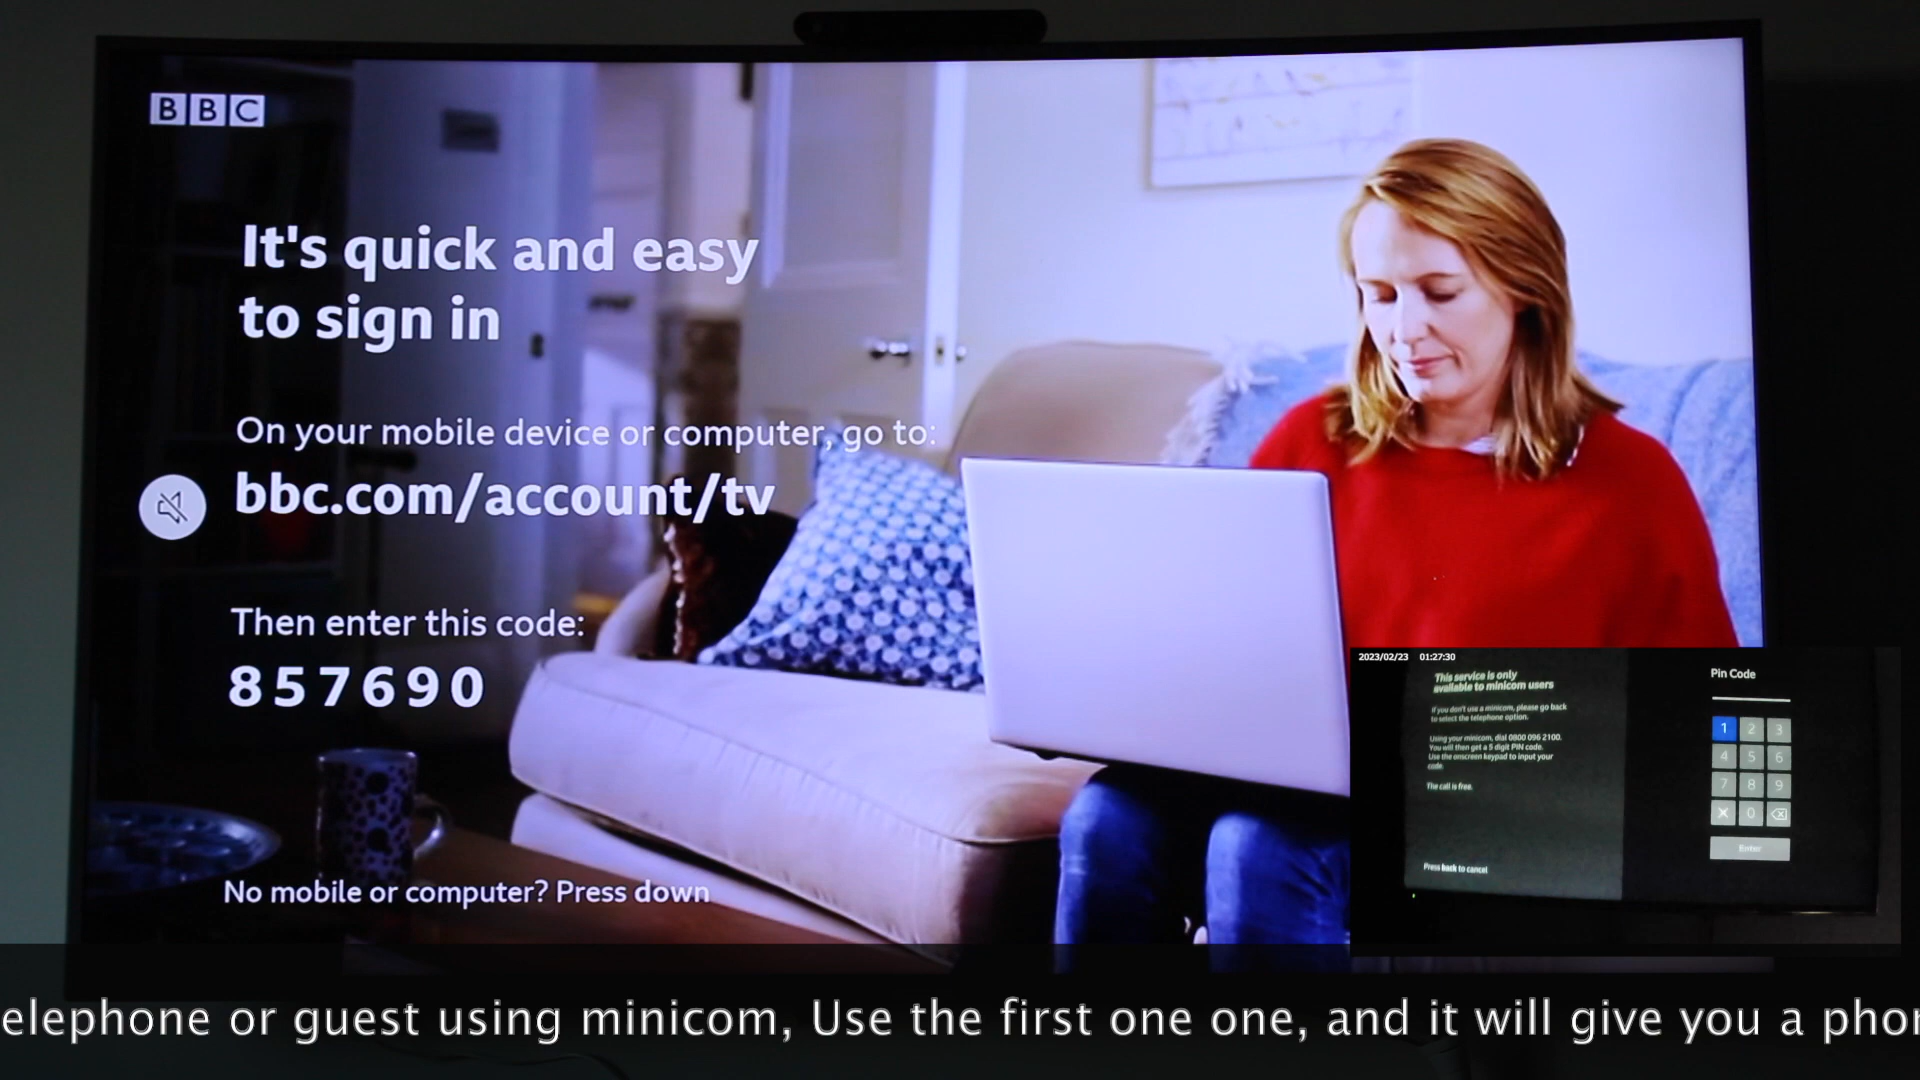 BBC
It's quick and easy
to sign in
On your mobile device or computer, go to:
bbc.com/account/tv
Then enter this code:
857690
No mobile or computer? Press down
2023/02/23 01:27:30
This service is only
available to minicom users
If you don't use a minicom, please go back
to select the telephone option.
Using your minicom, dial 0800 096 2100.
You will then get a 5 digit PIN code.
Use the onscreen keypad to input your
code.
The call is free.
Press back to cancel
Pin Code
1 2 3
4 5 6
7 8 9
0
Enter
elephone or guest using minicom, Use the first one one, and it will give you a phon